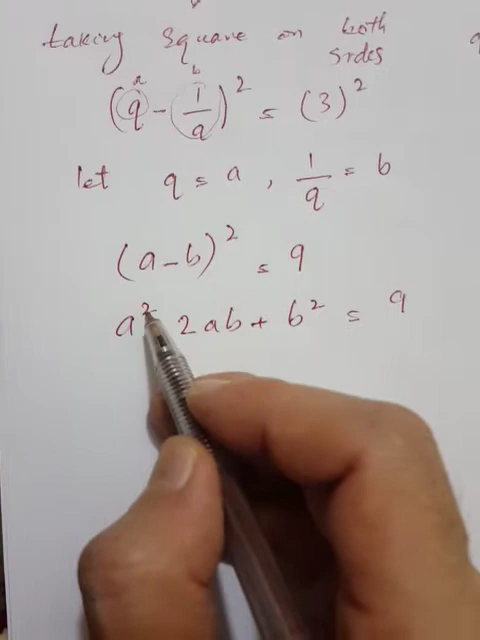 taking square on both
sides
a b
(q - (1/q))² = (3)²
let q = a , 1/q = b
(a - b)² = 9
a² 2ab + b² = 9